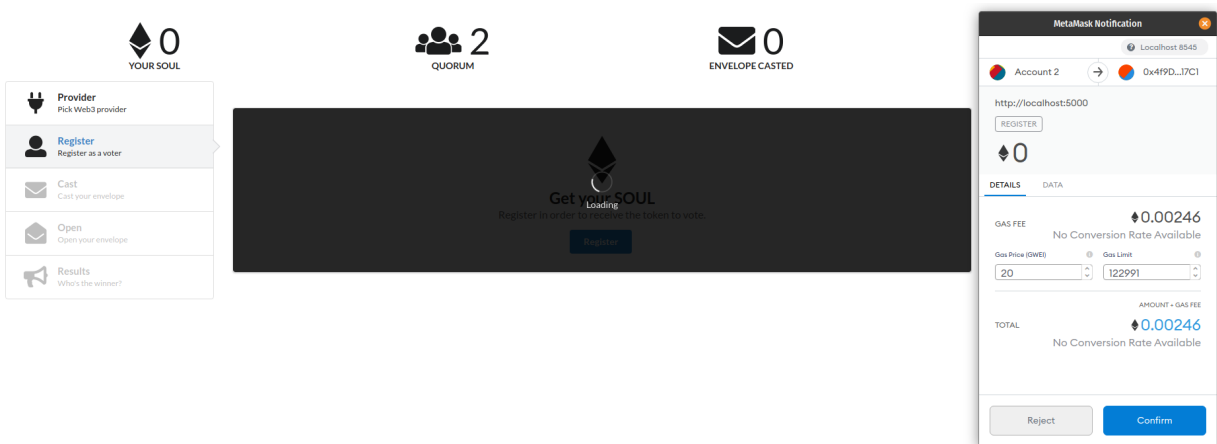 0
YOUR SOUL
2
QUORUM
0
ENVELOPE CASTED
Provider
Pick Web3 provider
Register
Register as a voter
Cast
Cast your envelope
Open
Open your envelope
Results
Who's the winner?
Get your SOUL
Loading
Register in order to receive the token to vote.
Register
MetaMask Notification
Localhost 8545
Account 2
0x4f9D...17C1
http://localhost:5000
REGISTER
0
DETAILS DATA
GAS FEE 0.00246
No Conversion Rate Available
Gas Price (GWEI) Gas Limit
20 122991
AMOUNT + GAS FEE
TOTAL 0.00246
No Conversion Rate Available
Reject Confirm